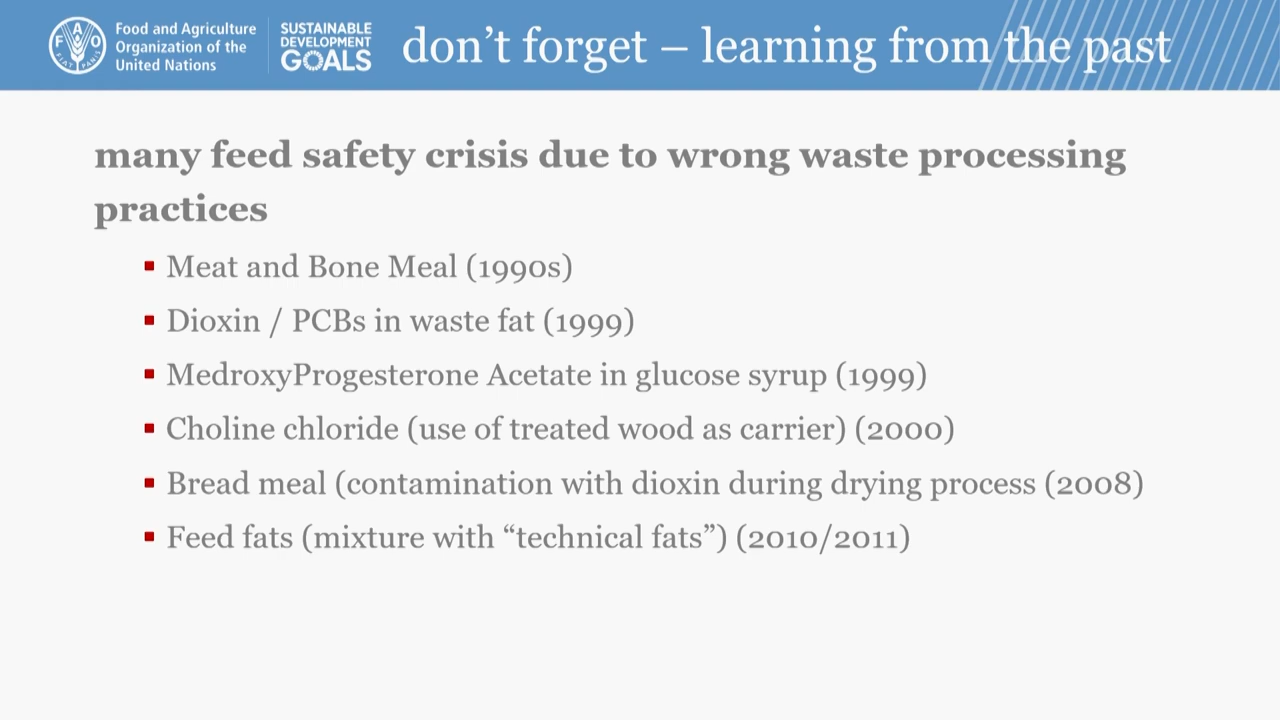 Food and Agriculture
Organization of the
United Nations
SUSTAINABLE
DEVELOPMENT
GOALS
don’t forget – learning from the past
F A O
FIAT PANIS
many feed safety crisis due to wrong waste processing
practices
Meat and Bone Meal (1990s)
Dioxin / PCBs in waste fat (1999)
MedroxyProgesterone Acetate in glucose syrup (1999)
Choline chloride (use of treated wood as carrier) (2000)
Bread meal (contamination with dioxin during drying process (2008)
Feed fats (mixture with “technical fats”) (2010/2011)